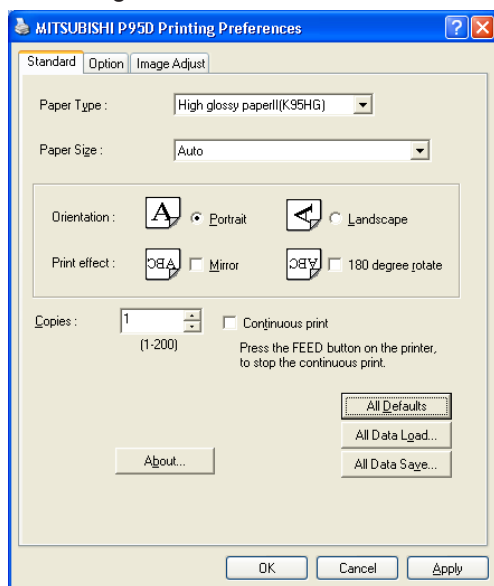 MITSUBISHI P95D Printing Preferences
Standard Option Image Adjust
Paper Type : High glossy paperII(K95HG)
Paper Size : Auto
Orientation : A Portrait A Landscape
Print effect : ABC Mirror ABC 180 degree rotate
Copies : 1 Continuous print
(1-200) Press the FEED button on the printer,
to stop the continuous print.
All Defaults
All Data Load...
About... All Data Save...
OK Cancel Apply